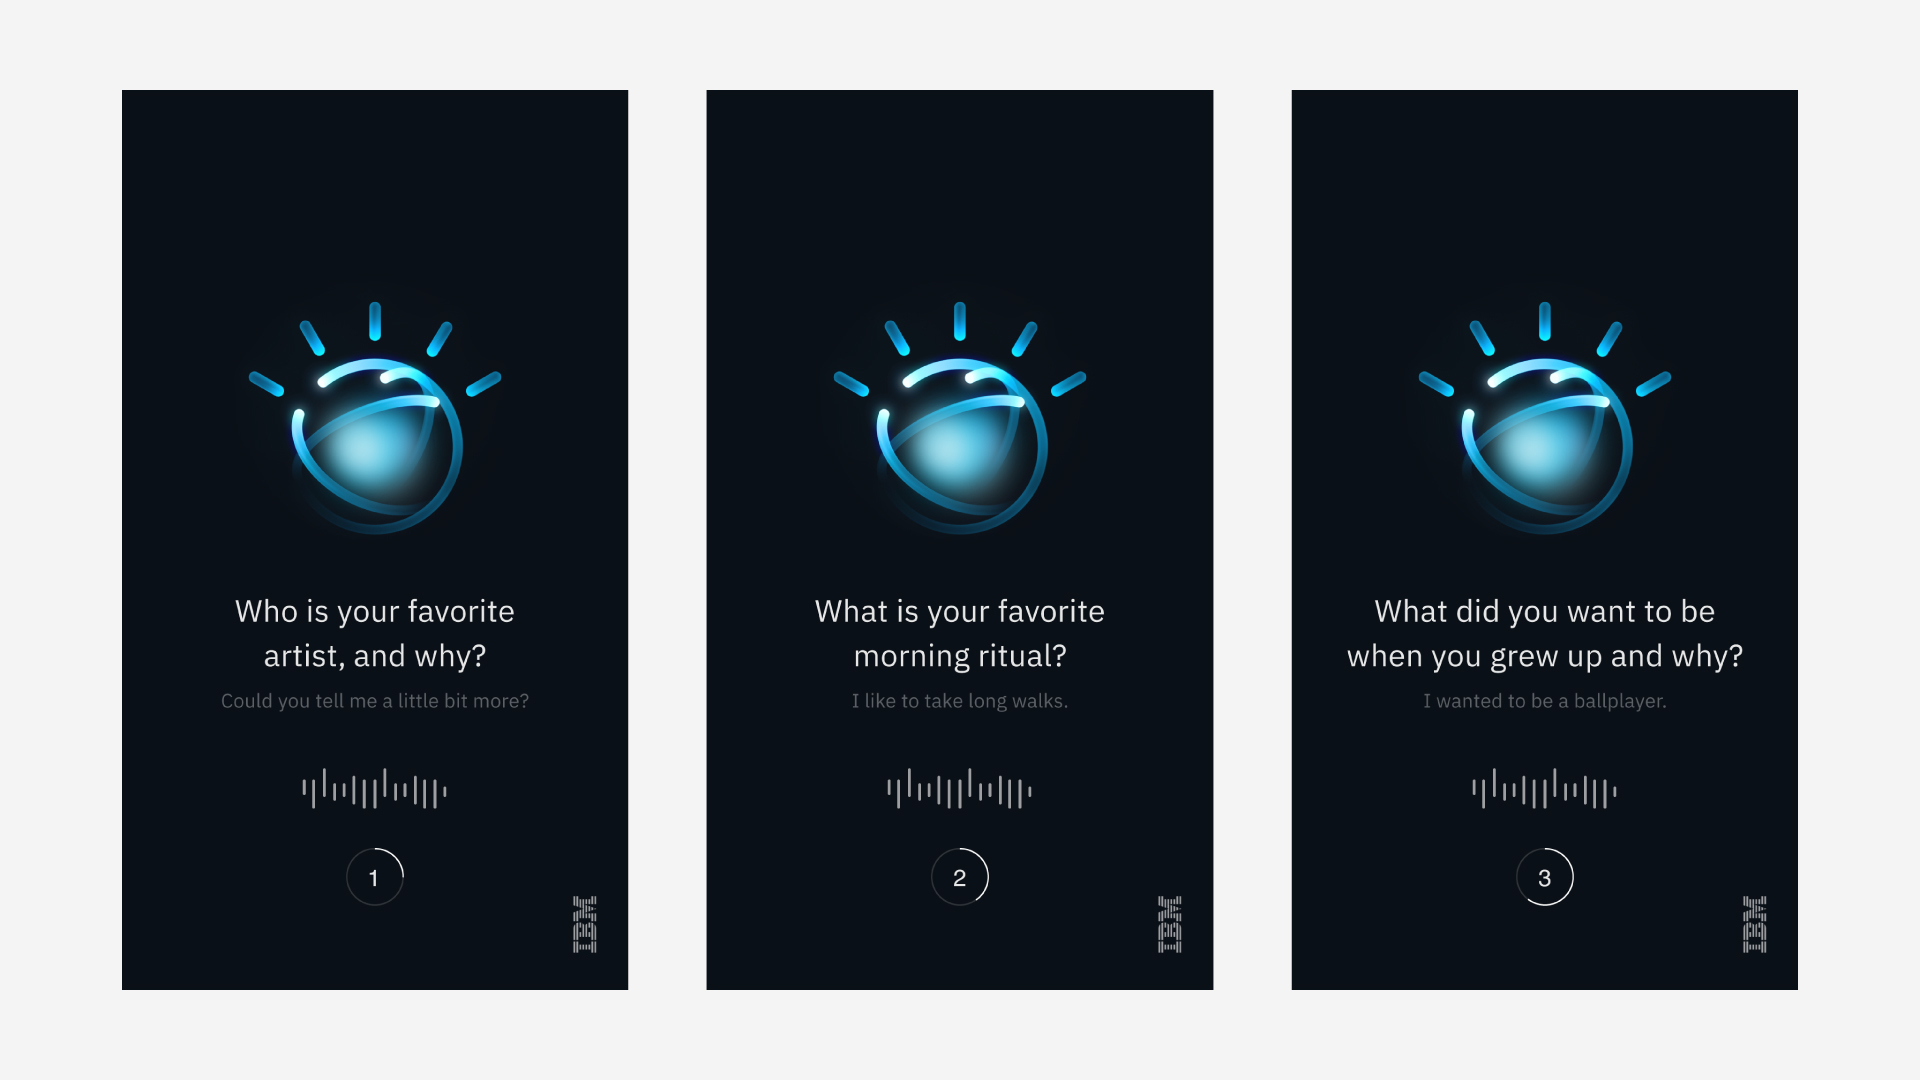 Who is your favorite
artist, and why?
Could you tell me a little bit more?
1
IBM
What is your favorite
morning ritual?
I like to take long walks.
2
IBM
What did you want to be
when you grew up and why?
I wanted to be a ballplayer.
3
IBM